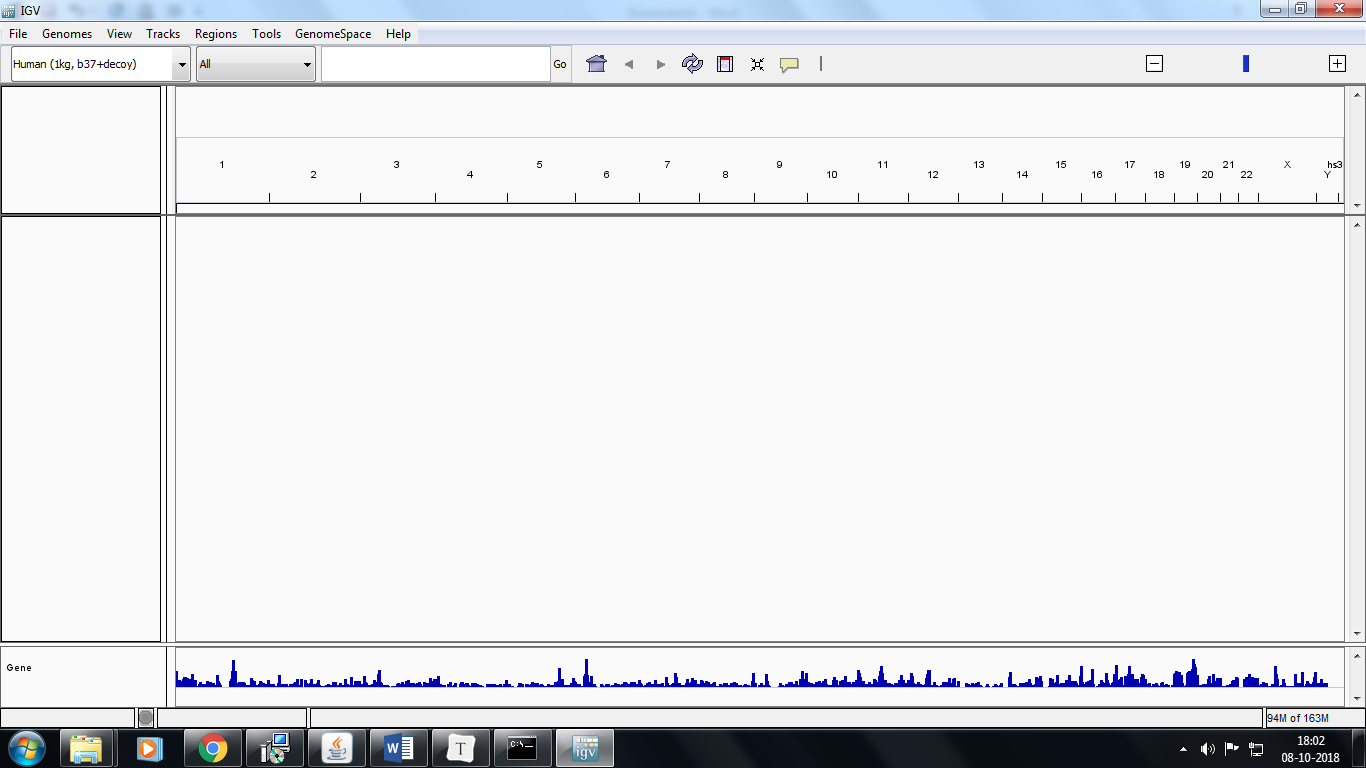 IGV
File Genomes View Tracks Regions Tools GenomeSpace Help
Human (1kg, b37+decoy) All Go
1 3 5 7 9 11 13 15 17 19 21 X hs3
2 4 6 8 10 12 14 16 18 20 22 Y
Gene
94M of 163M
C:\
W
T
igv
18:02
08-10-2018